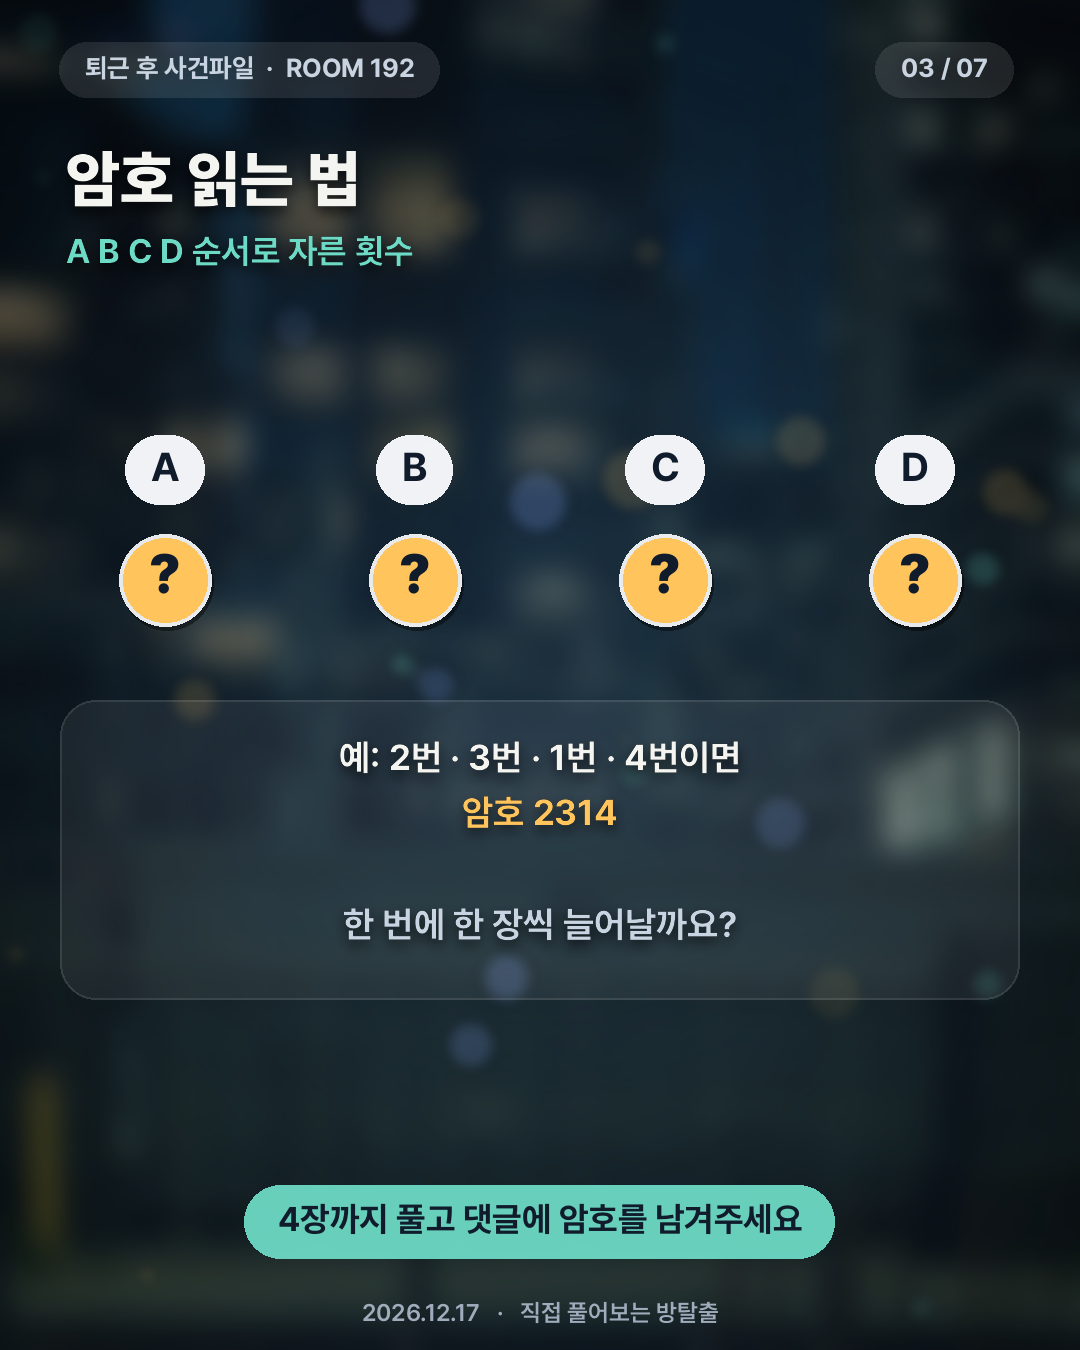 퇴근 후 사건파일 · ROOM 192
03 / 07
암호 읽는 법
A B C D 순서로 자른 횟수
A B C D
? ? ? ?
예: 2번 · 3번 · 1번 · 4번이면
암호 2314
한 번에 한 장씩 늘어날까요?
4장까지 풀고 댓글에 암호를 남겨주세요
2026.12.17 · 직접 풀어보는 방탈출